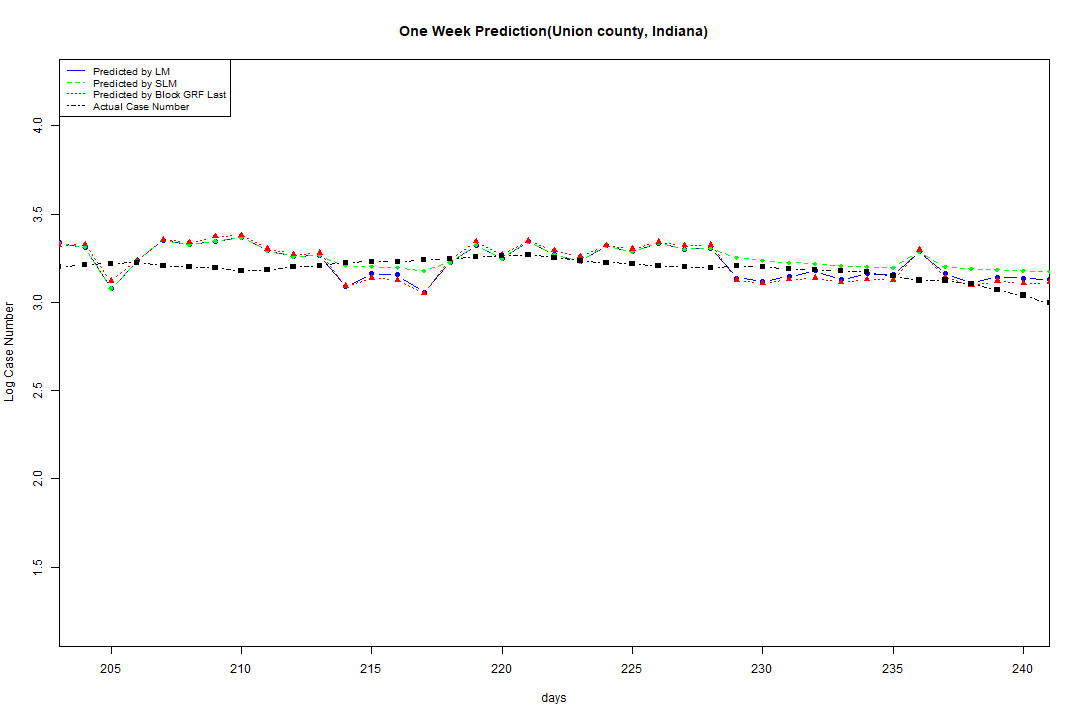 One Week Prediction(Union county, Indiana)
Predicted by LM
Predicted by SLM
Predicted by Block GRF Last
Actual Case Number
4.0
3.5
3.0
2.5
2.0
1.5
Log Case Number
205 210 215 220 225 230 235 240
days